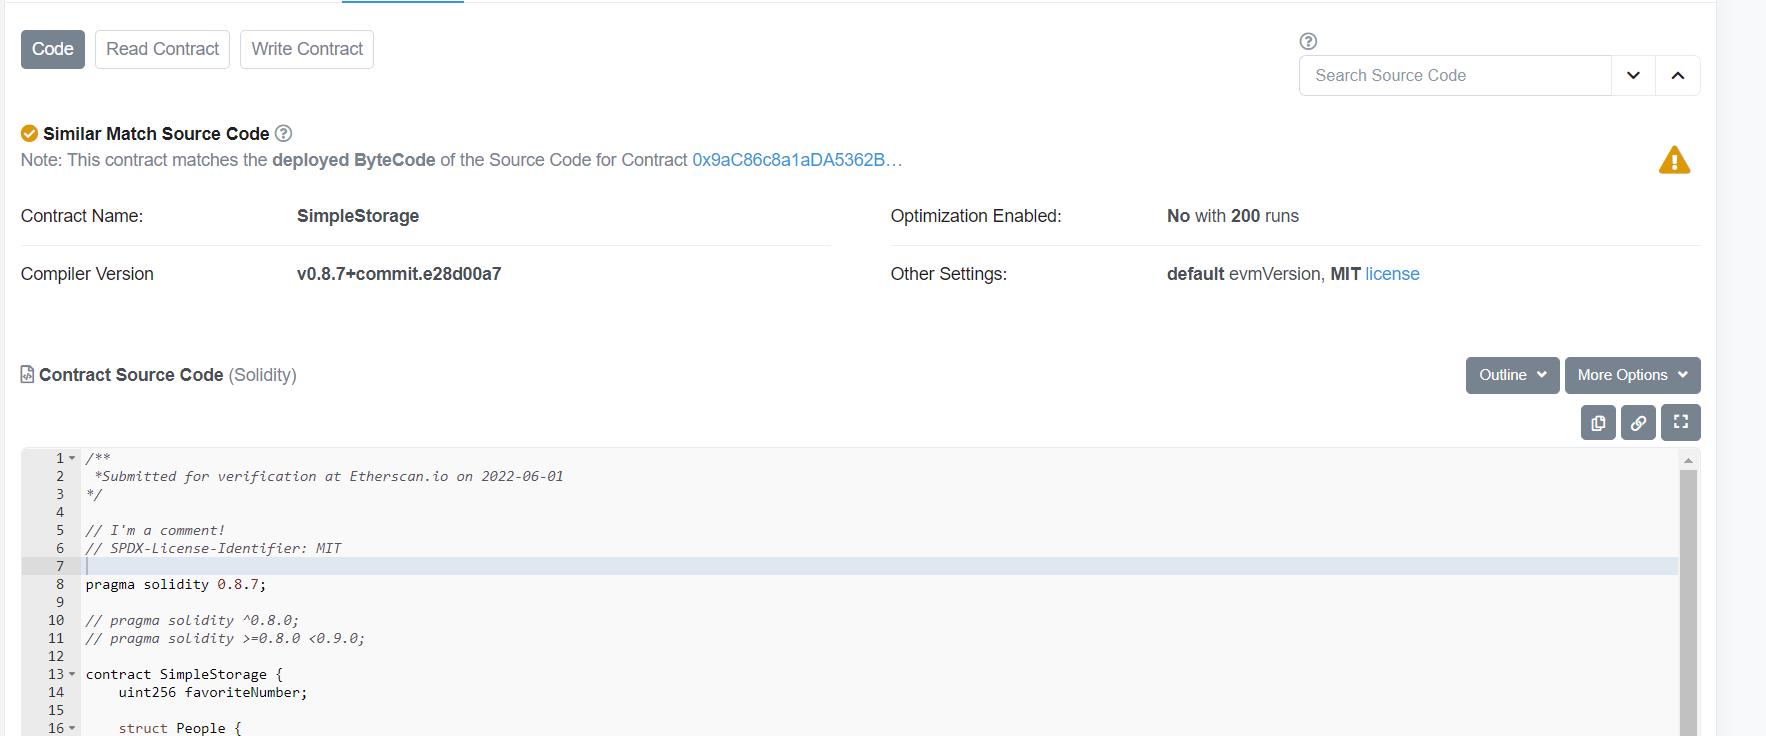 Code Read Contract Write Contract
Search Source Code
Similar Match Source Code
Note: This contract matches the deployed ByteCode of the Source Code for Contract 0x9aC86c8a1aDA5362B...
Contract Name: SimpleStorage Optimization Enabled: No with 200 runs
Compiler Version v0.8.7+commit.e28d00a7 Other Settings: default evmVersion, MIT license
Contract Source Code (Solidity) Outline More Options
1 /**
2 *Submitted for verification at Etherscan.io on 2022-06-01
3 */
4
5 // I'm a comment!
6 // SPDX-License-Identifier: MIT
7
8 pragma solidity 0.8.7;
9
10 // pragma solidity ^0.8.0;
11 // pragma solidity >=0.8.0 <0.9.0;
12
13 contract SimpleStorage {
14 uint256 favoriteNumber;
15
16 struct People {